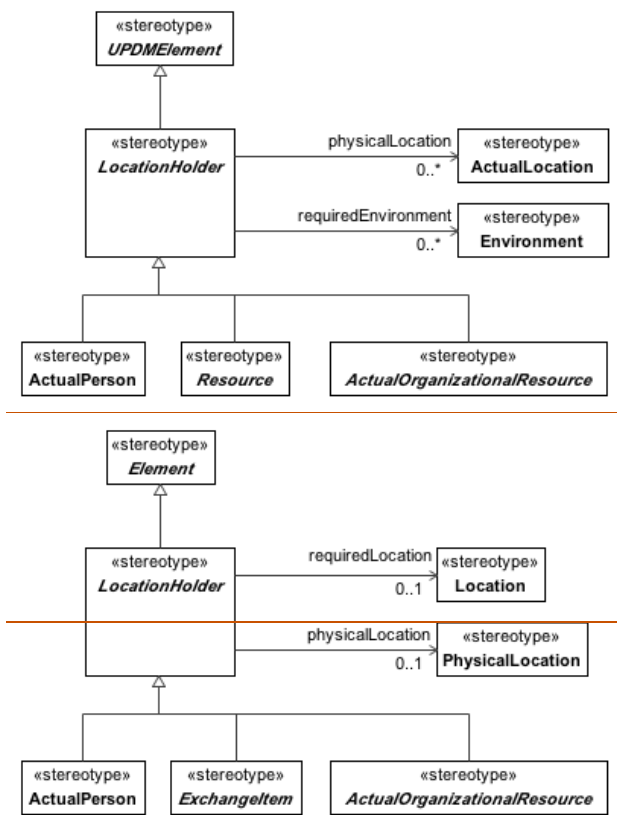 «stereotype»
UPDMElement
«stereotype»
LocationHolder
physicalLocation
0..*
«stereotype»
ActualLocation
requiredEnvironment
0..*
«stereotype»
Environment
«stereotype»
ActualPerson
«stereotype»
Resource
«stereotype»
ActualOrganizationalResource
«stereotype»
Element
«stereotype»
LocationHolder
requiredLocation
0..1
«stereotype»
Location
physicalLocation
0..1
«stereotype»
PhysicalLocation
«stereotype»
ActualPerson
«stereotype»
ExchangeItem
«stereotype»
ActualOrganizationalResource